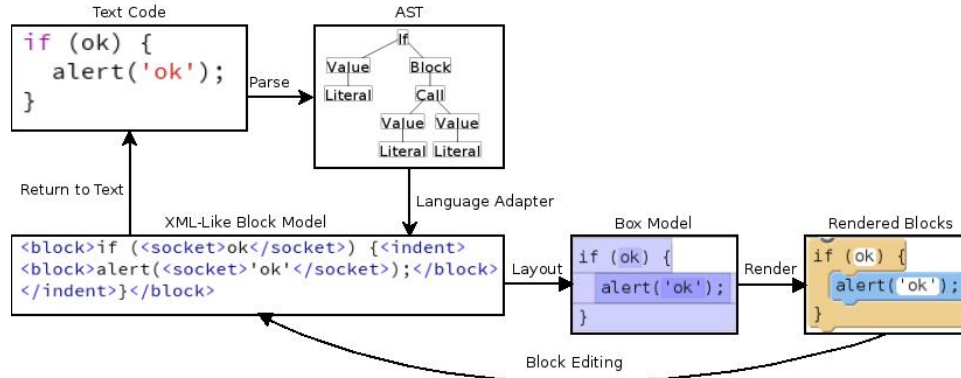 Text Code
if (ok) {
alert('ok');
}
Parse
AST
If
Value Block
Literal Call
Value Value
Literal Literal
Return to Text
Language Adapter
XML-Like Block Model
<block>if (<socket>ok</socket>) {<indent>
<block>alert(<socket>'ok'</socket>);</block>
</indent>}</block>
Layout
Box Model
if (ok) {
alert('ok');
}
Render
Rendered Blocks
if (ok) {
alert('ok');
}
Block Editing